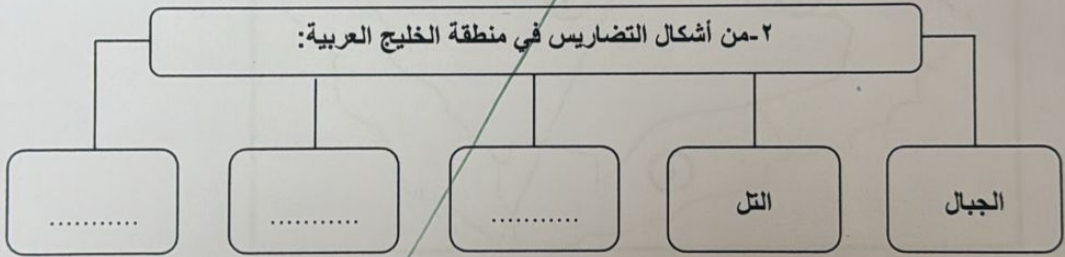 ٢-من أشكال التضاريس في منطقة الخليج العربية:
الجبال
التل
...........
...........
...........